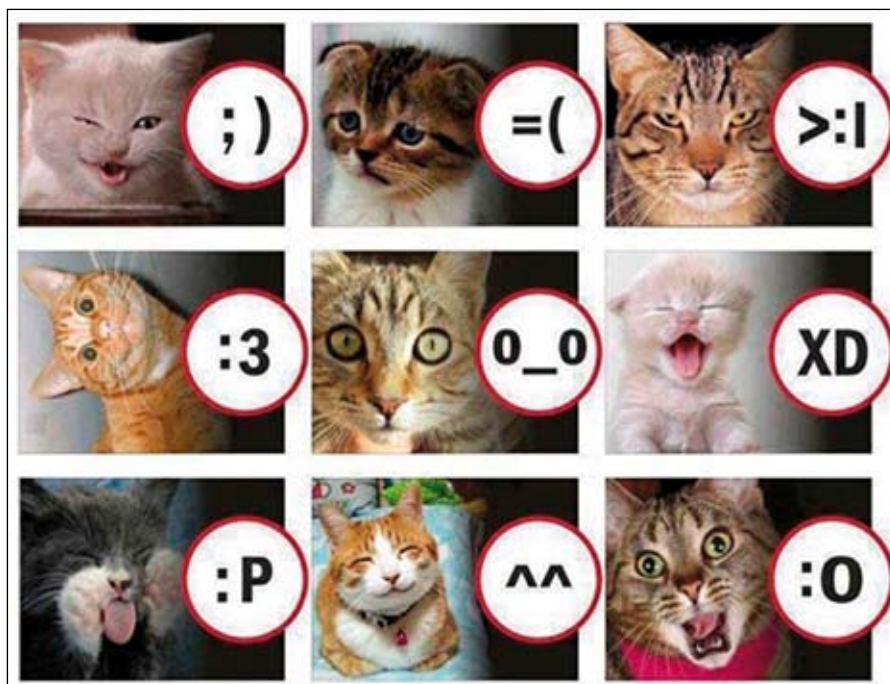 ; )
=(
>:I
:3
0_0
XD
:P
^^
:O